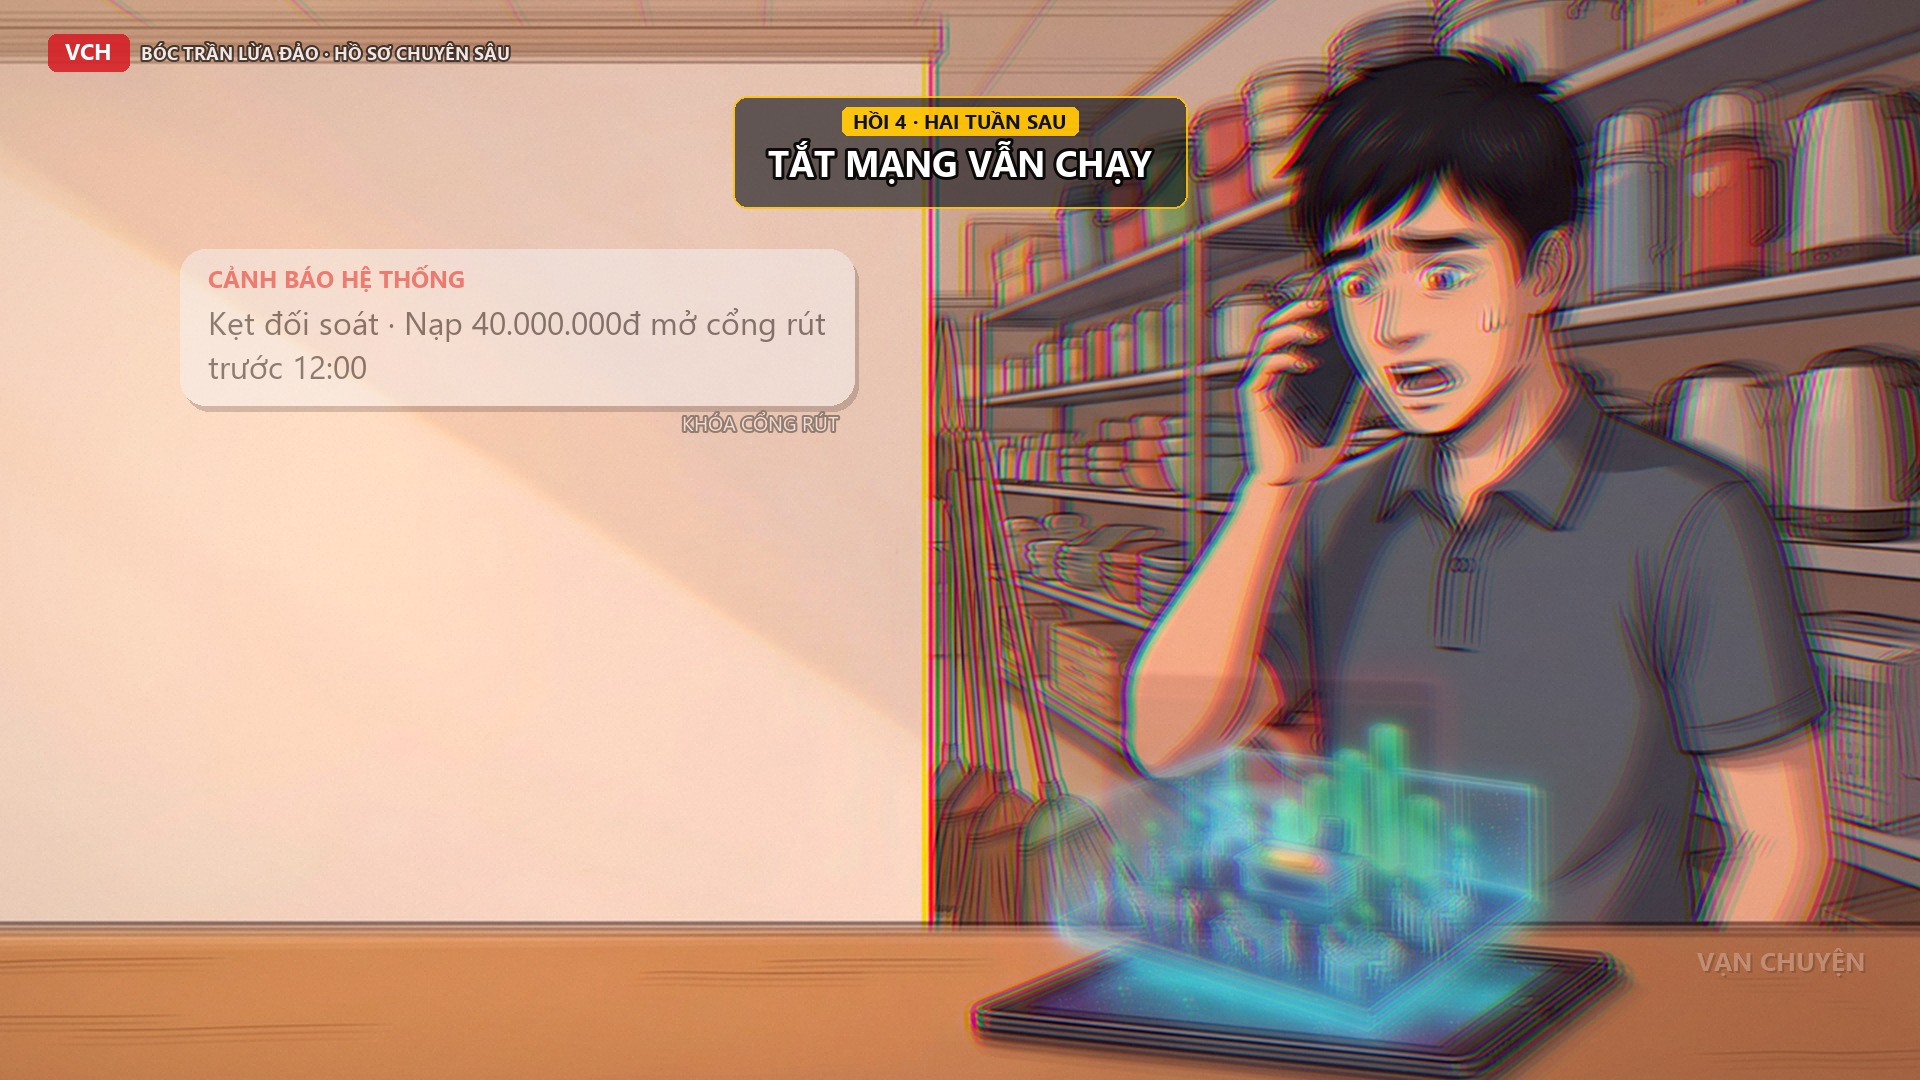 VCH BÓC TRẦN LỪA ĐẢO · HỒ SƠ CHUYÊN SÂU
HỒI 4 · HAI TUẦN SAU
TẮT MẠNG VẪN CHẠY
CẢNH BÁO HỆ THỐNG
Kẹt đối soát · Nạp 40.000.000đ mở cổng rút
trước 12:00
KHÓA CỔNG RÚT
VẠN CHUYỆN